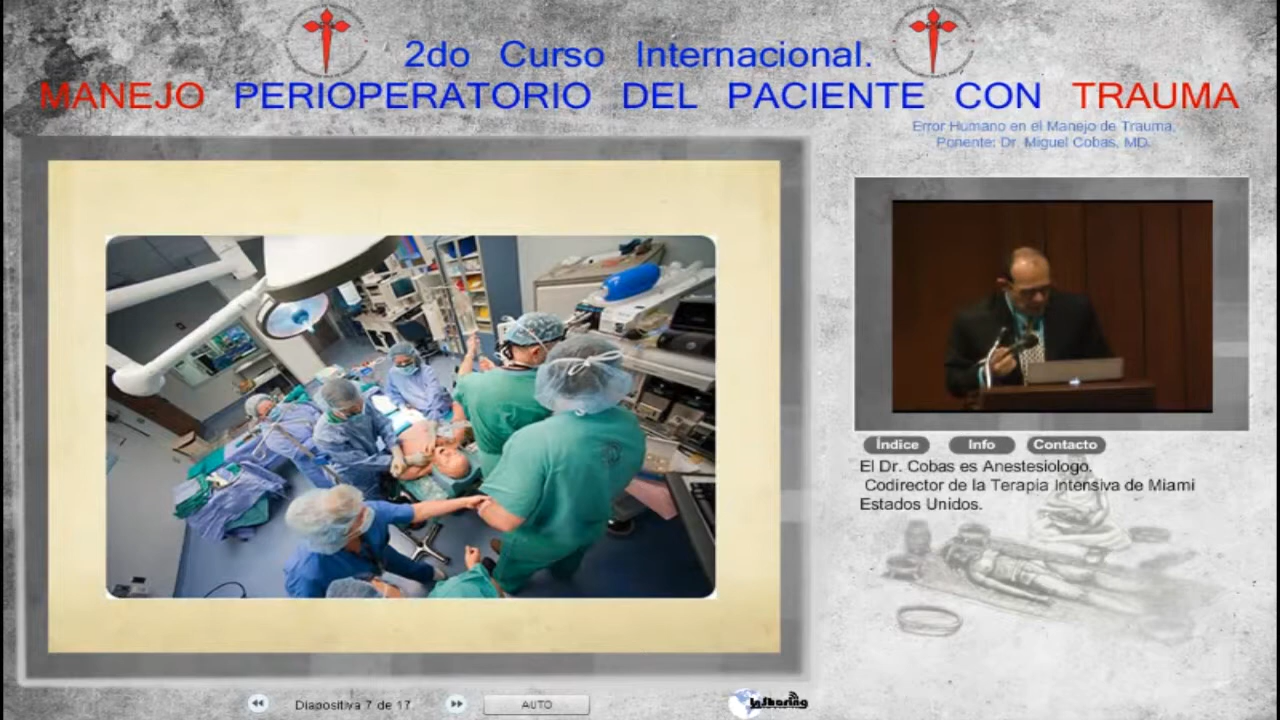 2do Curso Internacional.
MANEJO PERIOPERATORIO DEL PACIENTE CON TRAUMA
Error Humano en el Manejo de Trauma.
Ponente: Dr. Miguel Cobas, MD.
Índice Info Contacto
El Dr. Cobas es Anestesiologo.
Codirector de la Terapia Intensiva de Miami
Estados Unidos.
Diapositiva 7 de 17
AUTO
InSharing